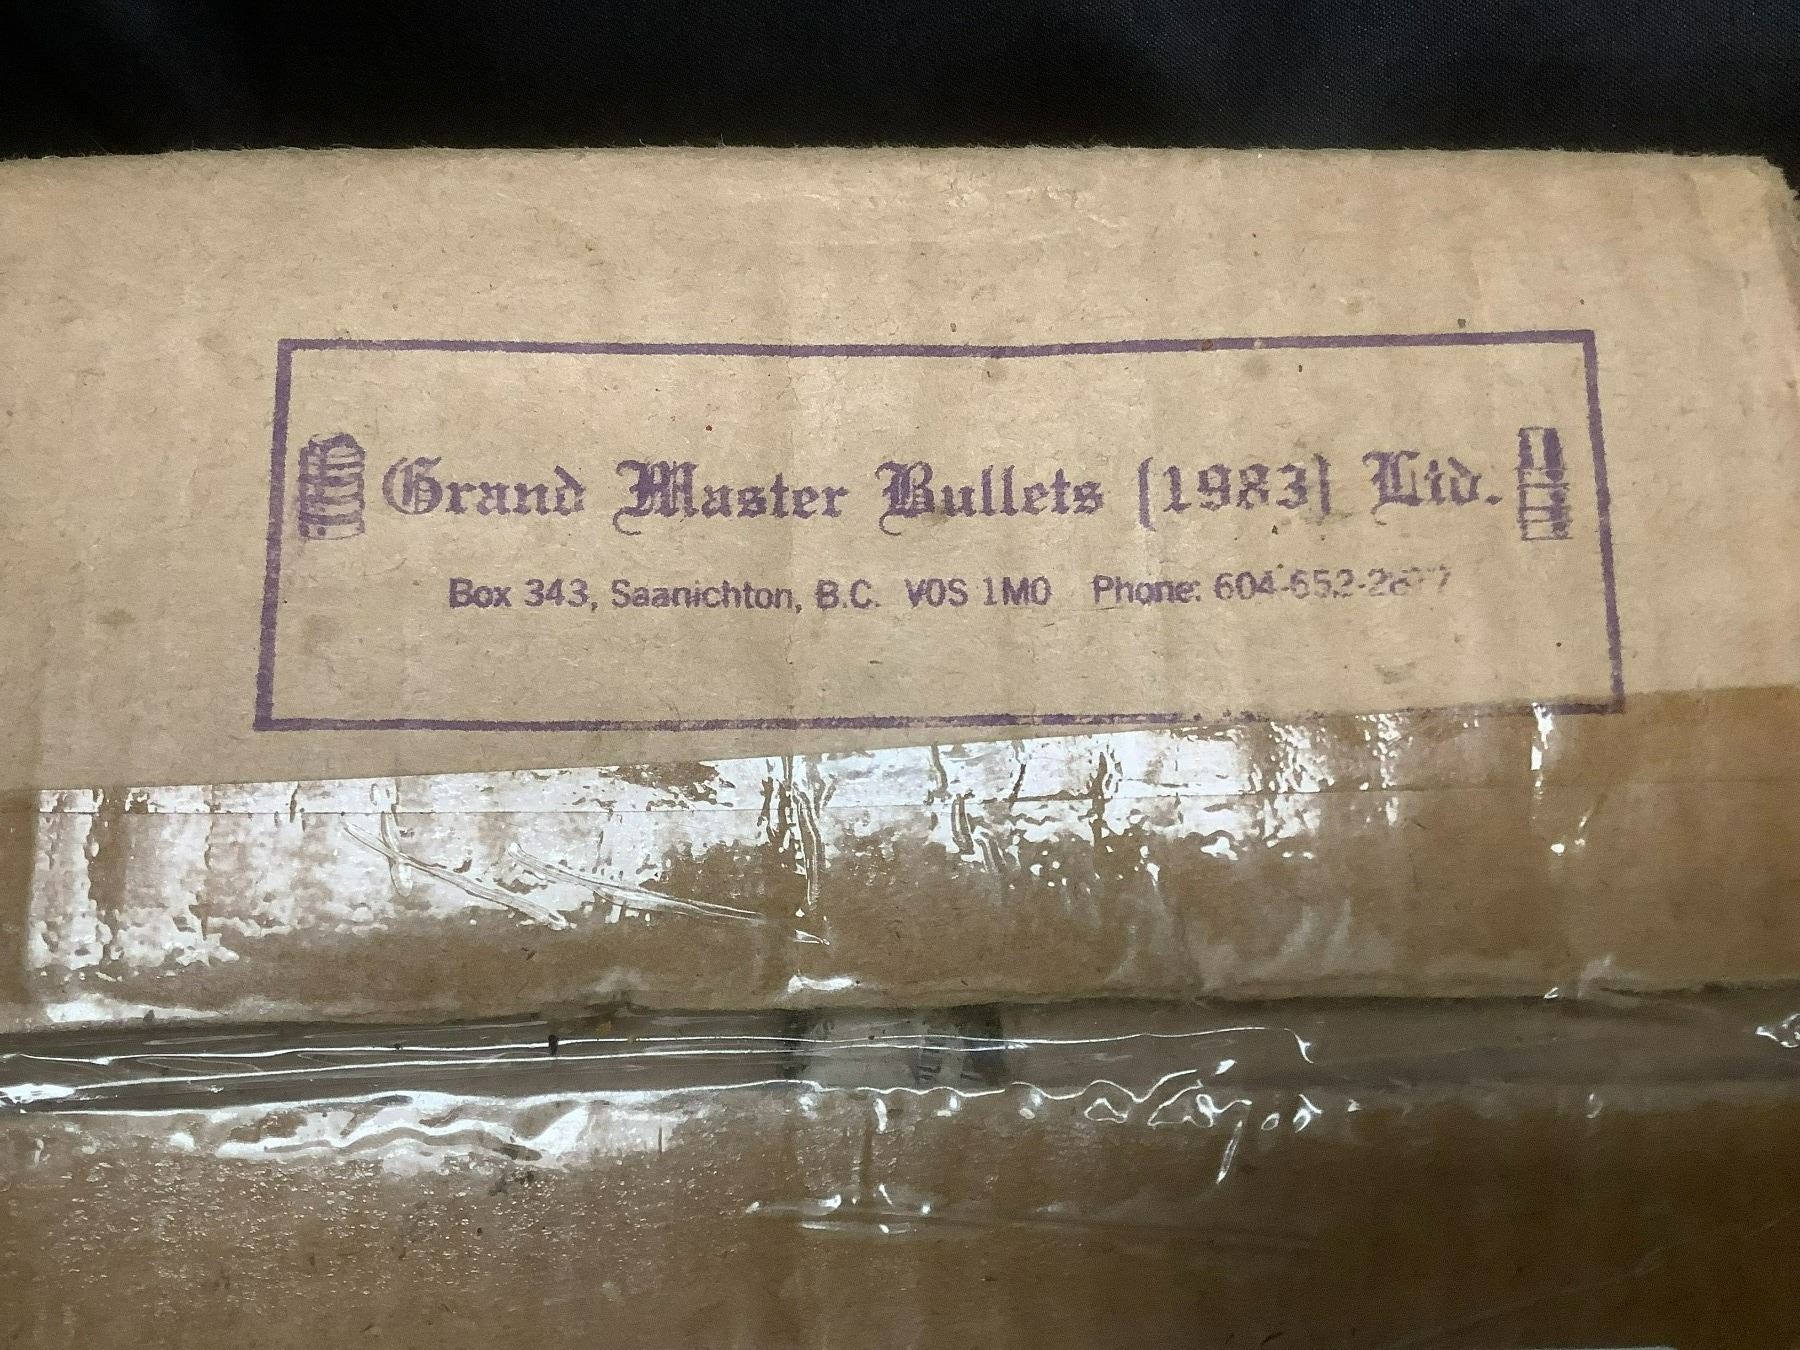 Grand Master Bullets (1983) Ltd.
Box 343, Saanichton, B.C. V0S 1M0 Phone: